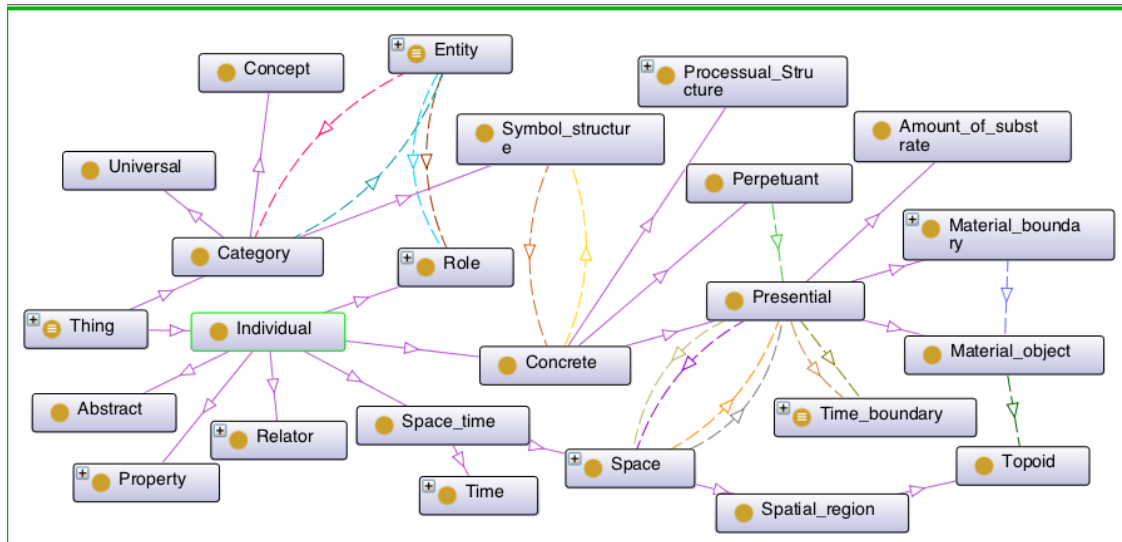 Entity
Concept
Processual_Stru
cture
Symbol_structur
e
Amount_of_subst
rate
Universal
Perpetuant
Material_bounda
ry
Category
Role
Presential
Thing
Individual
Concrete
Material_object
Abstract
Relator
Space_time
Time_boundary
Property
Time
Space
Topoid
Spatial_region